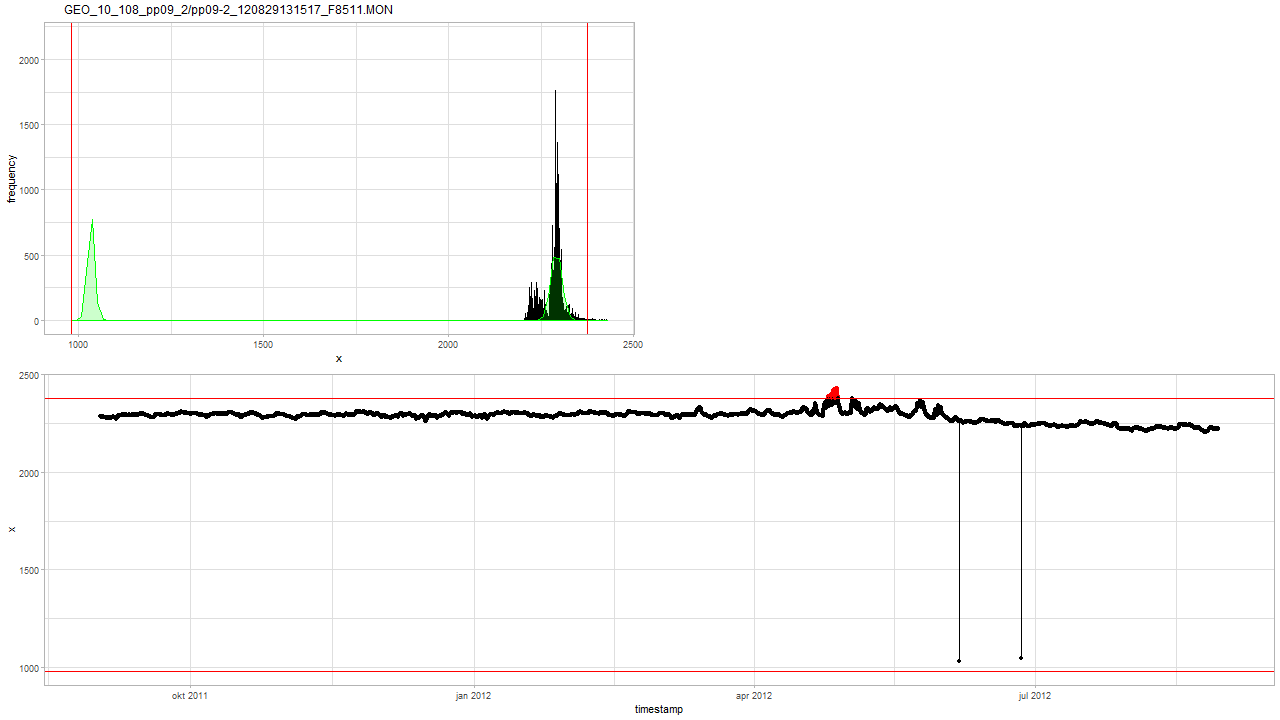 GEO_10_108_pp09_2/pp09-2_120829131517_F8511.MON
frequency
2000
1500
1000
500
0
1000
1500
2000
2500
x
x
2500
2000
1500
1000
okt 2011
jan 2012
apr 2012
jul 2012
timestamp